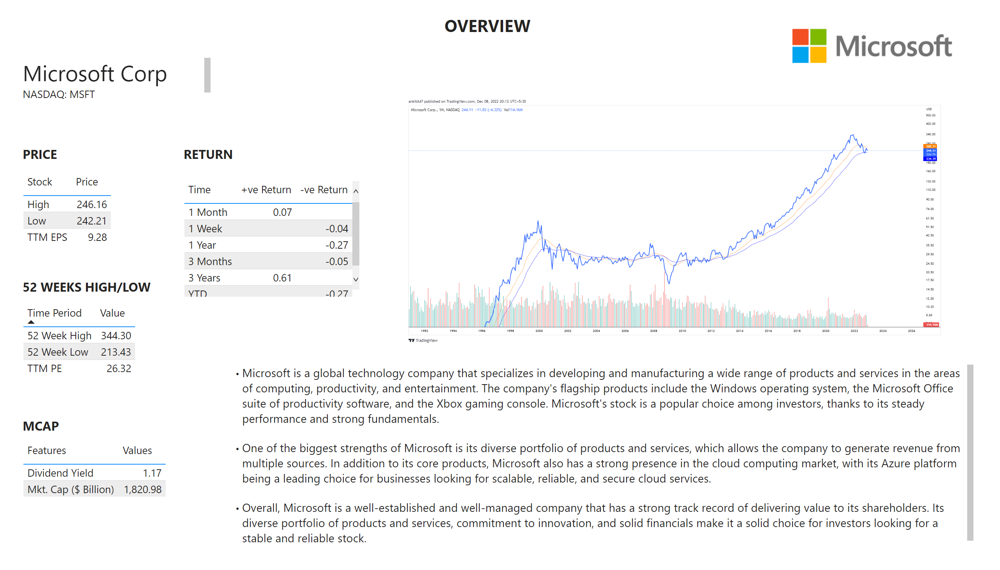 OVERVIEW
Microsoft
Microsoft Corp
NASDAQ: MSFT
PRICE
Stock Price
High 246.16
Low 242.21
TTM EPS 9.28
RETURN
Time +ve Return -ve Return
1 Month 0.07
1 Week -0.04
1 Year -0.27
3 Months -0.05
3 Years 0.61
YTD -0.27
52 WEEKS HIGH/LOW
Time Period Value
52 Week High 344.30
52 Week Low 213.43
TTM PE 26.32
MCAP
Features Values
Dividend Yield 1.17
Mkt. Cap ($ Billion) 1,820.98
ankitA47 published on TradingView.com, Dec 08, 2022 20:12 UTC+5:30
Microsoft Corp., 1M, NASDAQ 244.11 −11.03 (−4.32%) Vol114.16M
USD
500.00
420.00
340.00
280.00
260.31
244.11
22d 7h
234.39
190.00
160.00
130.00
110.00
90.00
74.00
61.50
51.50
43.50
35.50
29.50
24.50
20.50
17.50
14.50
12.00
10.20
8.60
114.16M
1992 1994 1996 1998 2000 2002 2004 2006 2008 2010 2012 2014 2016 2018 2020 2022 2024 2026
TradingView
• Microsoft is a global technology company that specializes in developing and manufacturing a wide range of products and services in the areas
of computing, productivity, and entertainment. The company's flagship products include the Windows operating system, the Microsoft Office
suite of productivity software, and the Xbox gaming console. Microsoft's stock is a popular choice among investors, thanks to its steady
performance and strong fundamentals.
• One of the biggest strengths of Microsoft is its diverse portfolio of products and services, which allows the company to generate revenue from
multiple sources. In addition to its core products, Microsoft also has a strong presence in the cloud computing market, with its Azure platform
being a leading choice for businesses looking for scalable, reliable, and secure cloud services.
• Overall, Microsoft is a well-established and well-managed company that has a strong track record of delivering value to its shareholders. Its
diverse portfolio of products and services, commitment to innovation, and solid financials make it a solid choice for investors looking for a
stable and reliable stock.